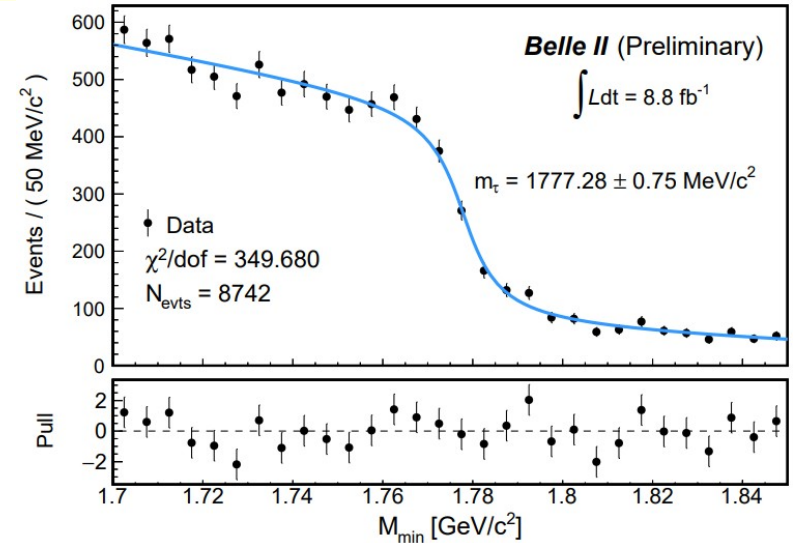 600
500
400
300
200
100
0
Events / ( 50 MeV/c²)
Belle II (Preliminary)
∫Ldt = 8.8 fb⁻¹
mτ = 1777.28 ± 0.75 MeV/c²
Data
χ²/dof = 349.680
Nevts = 8742
2
0
−2
Pull
1.7 1.72 1.74 1.76 1.78 1.8 1.82 1.84
Mmin [GeV/c²]